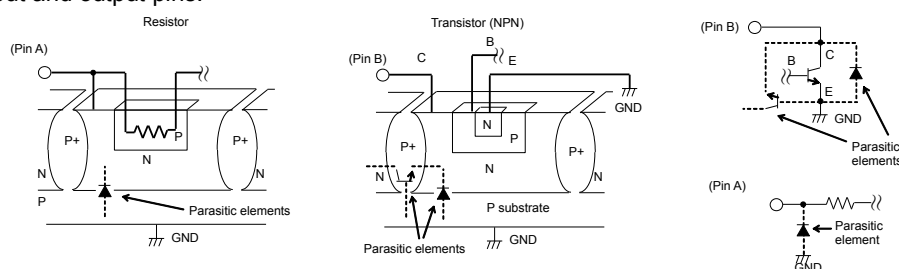 out and output pins.
Resistor
(Pin A)
P+
P+
P
N
N
N
P
Parasitic elements
GND
Transistor (NPN)
(Pin B)
C
B
E
GND
N
P
P+
P+
N
N
N
P substrate
Parasitic elements
GND
(Pin B)
C
B
E
GND
Parasitic
elements
(Pin A)
Parasitic
element
GND